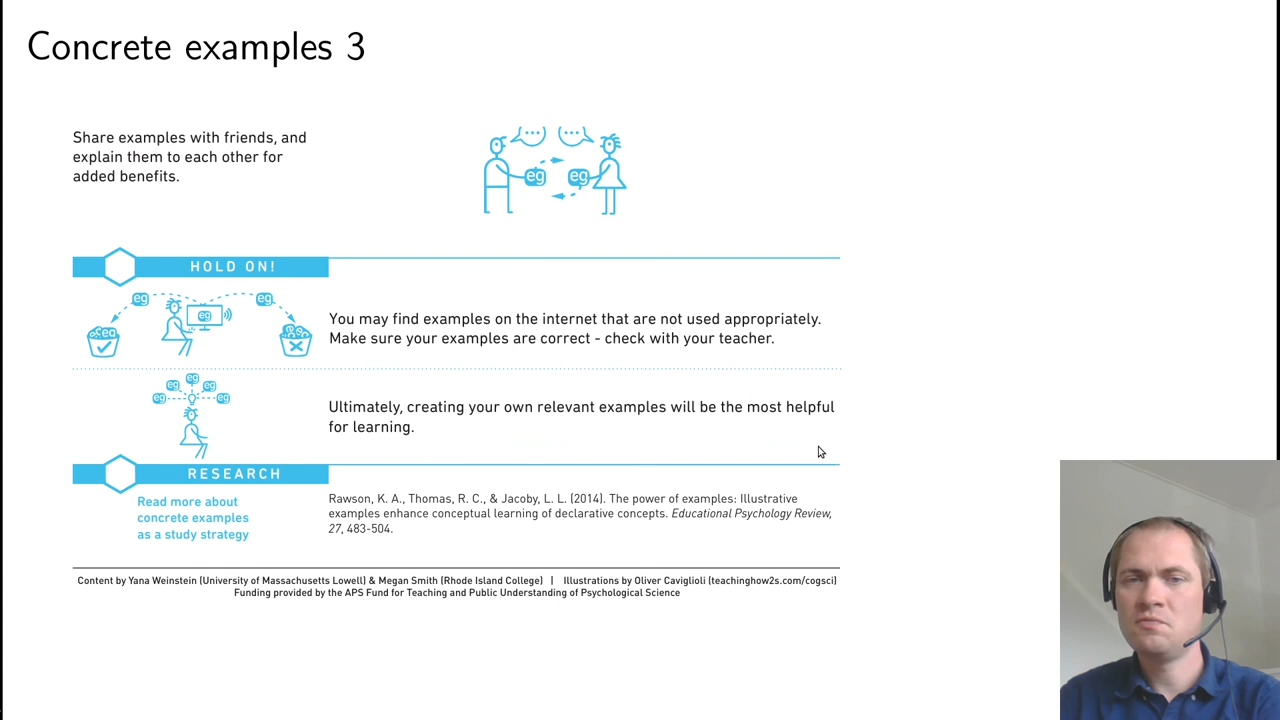 Concrete examples 3
Share examples with friends, and
explain them to each other for
added benefits.
eg
eg
HOLD ON!
eg
eg
eg
eg
You may find examples on the internet that are not used appropriately.
Make sure your examples are correct - check with your teacher.
eg
eg
eg
eg
eg
Ultimately, creating your own relevant examples will be the most helpful
for learning.
RESEARCH
Read more about
concrete examples
as a study strategy
Rawson, K. A., Thomas, R. C., & Jacoby, L. L. (2014). The power of examples: Illustrative
examples enhance conceptual learning of declarative concepts. Educational Psychology Review,
27, 483-504.
Content by Yana Weinstein (University of Massachusetts Lowell) & Megan Smith (Rhode Island College) | Illustrations by Oliver Caviglioli (teachinghow2s.com/cogsci)
Funding provided by the APS Fund for Teaching and Public Understanding of Psychological Science